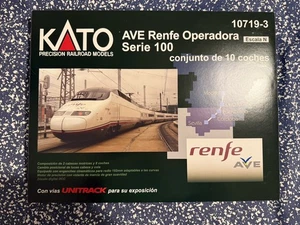 10719-3
KATO
PRECISION RAILROAD MODELS
AVE Renfe Operadora
Escala N
Serie 100
conjunto de 10 coches
renfe
AVE
Con vías UNITRACK para su exposición